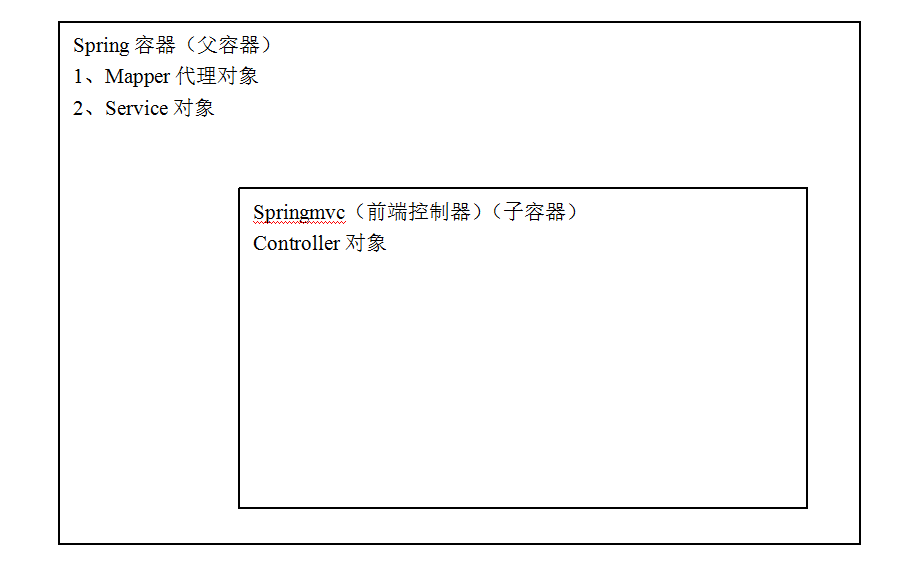 Spring 容器（父容器）
1、Mapper 代理对象
2、Service 对象
Springmvc（前端控制器）（子容器）
Controller 对象